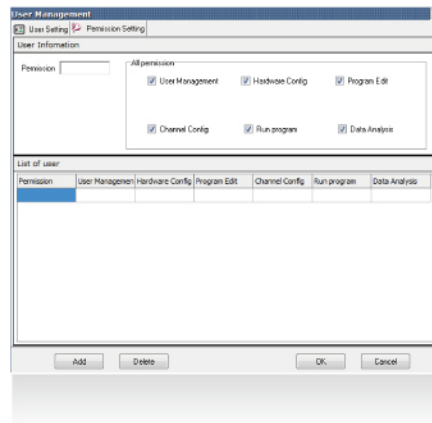 User Management
User Setting Permission Setting
User Infomation
Permission
All permission
User Management Hardware Config Program Edit
Channel Config Run program Data Analysis
List of user
Permission User Managemen Hardware Config Program Edit Channel Config Run program Data Analysis
Add Delete OK Cancel